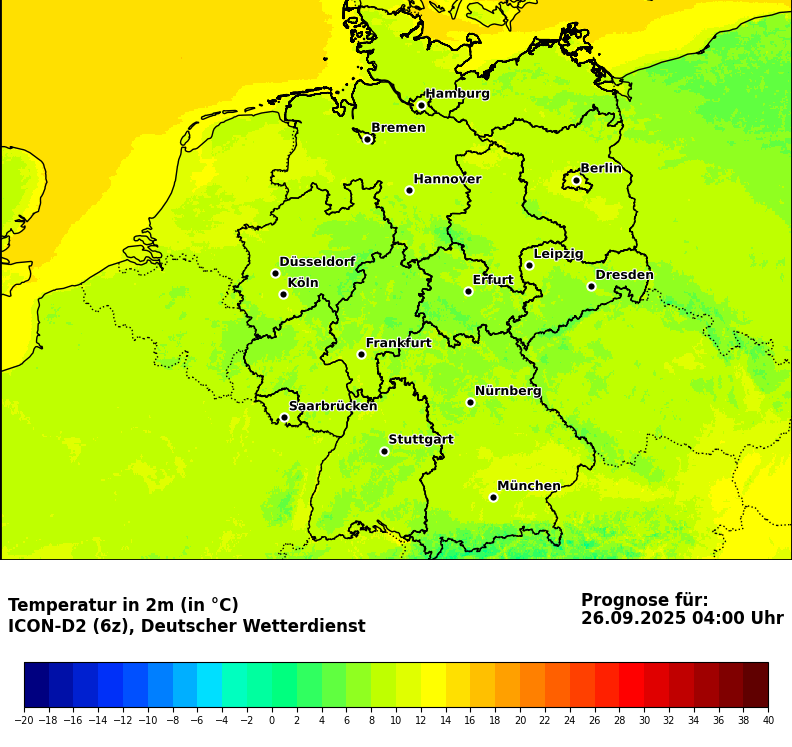 Hamburg
Bremen
Berlin
Hannover
Leipzig
Düsseldorf
Dresden
Köln
Erfurt
Frankfurt
Nürnberg
Saarbrücken
Stuttgart
München
Temperatur in 2m (in °C)
ICON-D2 (6z), Deutscher Wetterdienst
Prognose für:
26.09.2025 04:00 Uhr
−20 −18 −16 −14 −12 −10 −8 −6 −4 −2 0 2 4 6 8 10 12 14 16 18 20 22 24 26 28 30 32 34 36 38 40